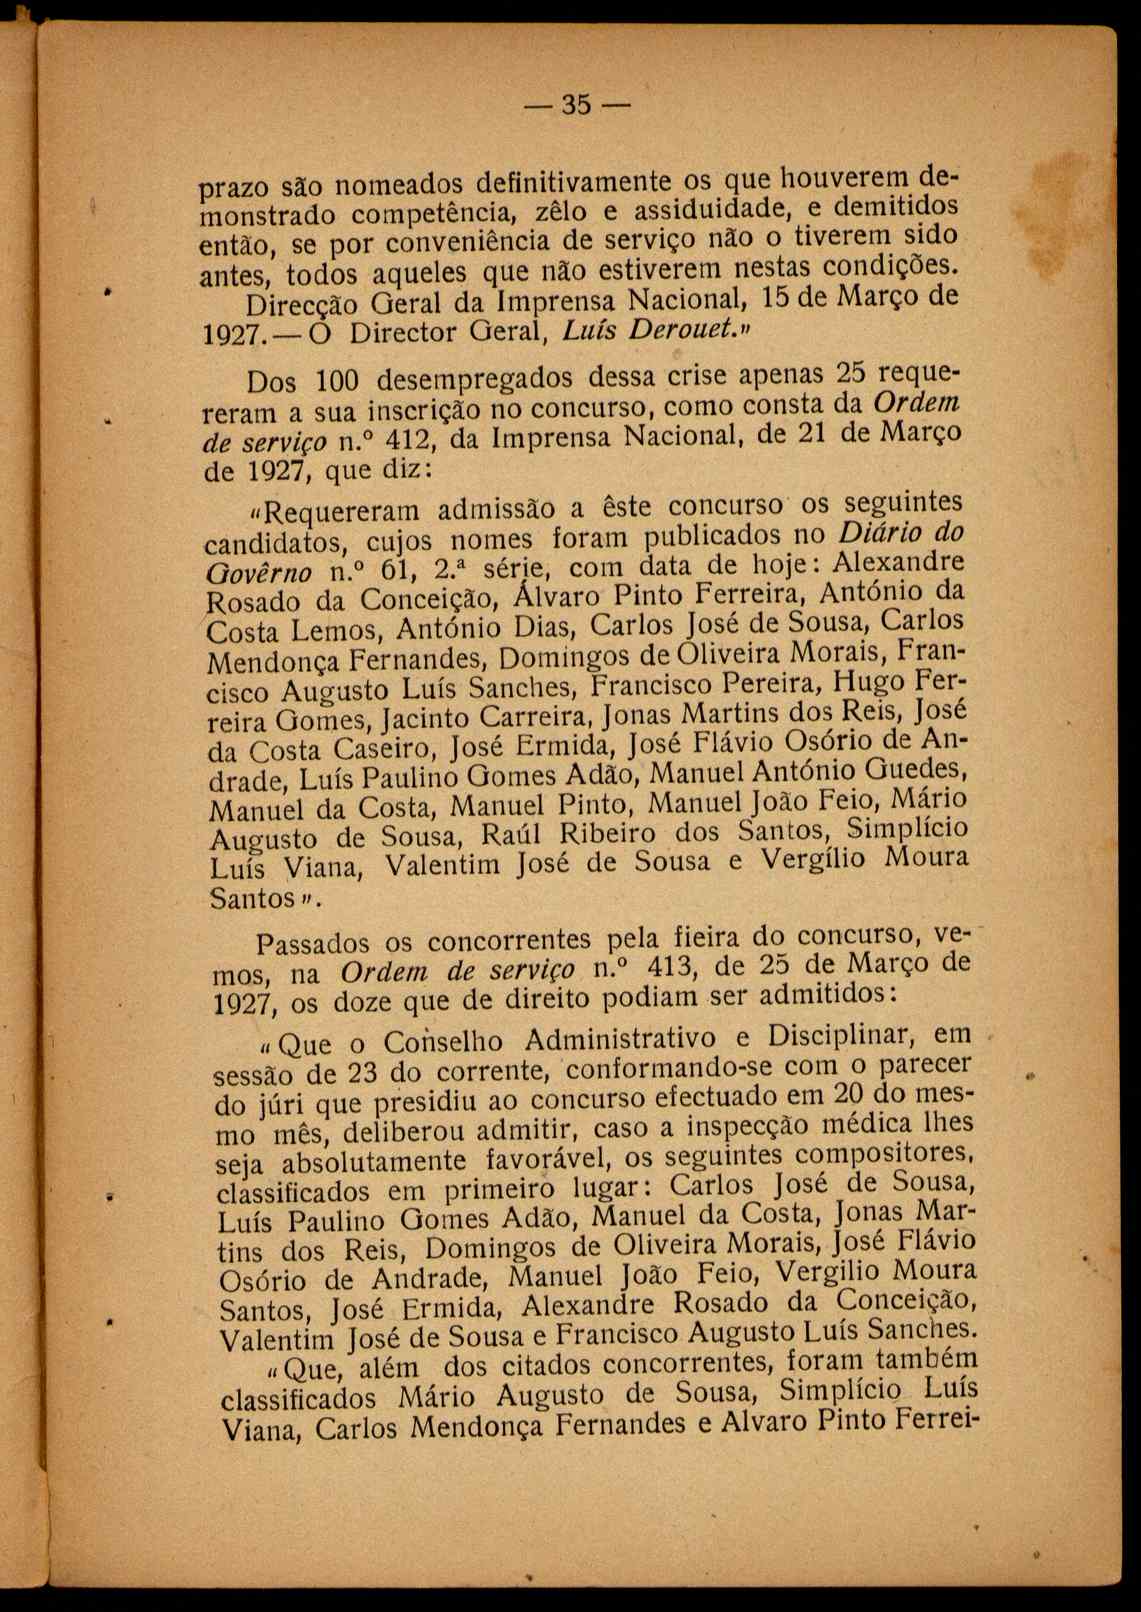 — 35 —
prazo são nomeados definitivamente os que houverem de-
monstrado competência, zêlo e assiduidade, e demitidos
então, se por conveniência de serviço não o tiverem sido
antes, todos aqueles que não estiverem nestas condições.
Direcção Geral da Imprensa Nacional, 15 de Março de
1927. — O Director Geral, Luís Derouet.»
Dos 100 desempregados dessa crise apenas 25 reque-
reram a sua inscrição no concurso, como consta da Ordem
de serviço n.º 412, da Imprensa Nacional, de 21 de Março
de 1927, que diz:
«Requereram admissão a êste concurso os seguintes
candidatos, cujos nomes foram publicados no Diário do
Govêrno n.º 61, 2.ª série, com data de hoje: Alexandre
Rosado da Conceição, Álvaro Pinto Ferreira, António da
Costa Lemos, António Dias, Carlos José de Sousa, Carlos
Mendonça Fernandes, Domingos de Oliveira Morais, Fran-
cisco Augusto Luís Sanches, Francisco Pereira, Hugo Fer-
reira Gomes, Jacinto Carreira, Jonas Martins dos Reis, José
da Costa Caseiro, José Ermida, José Flávio Osório de An-
drade, Luís Paulino Gomes Adão, Manuel António Guedes,
Manuel da Costa, Manuel Pinto, Manuel João Feio, Mário
Augusto de Sousa, Raúl Ribeiro dos Santos, Simplício
Luís Viana, Valentim José de Sousa e Vergílio Moura
Santos».
Passados os concorrentes pela fieira do concurso, ve-
mos, na Ordem de serviço n.º 413, de 25 de Março de
1927, os doze que de direito podiam ser admitidos:
«Que o Conselho Administrativo e Disciplinar, em
sessão de 23 do corrente, conformando-se com o parecer
do júri que presidiu ao concurso efectuado em 20 do mes-
mo mês, deliberou admitir, caso a inspecção médica lhes
seja absolutamente favorável, os seguintes compositores,
classificados em primeiro lugar: Carlos José de Sousa,
Luís Paulino Gomes Adão, Manuel da Costa, Jonas Mar-
tins dos Reis, Domingos de Oliveira Morais, José Flávio
Osório de Andrade, Manuel João Feio, Vergilio Moura
Santos, José Ermida, Alexandre Rosado da Conceição,
Valentim José de Sousa e Francisco Augusto Luís Sanches.
«Que, além dos citados concorrentes, foram também
classificados Mário Augusto de Sousa, Simplício Luís
Viana, Carlos Mendonça Fernandes e Alvaro Pinto Ferrei-